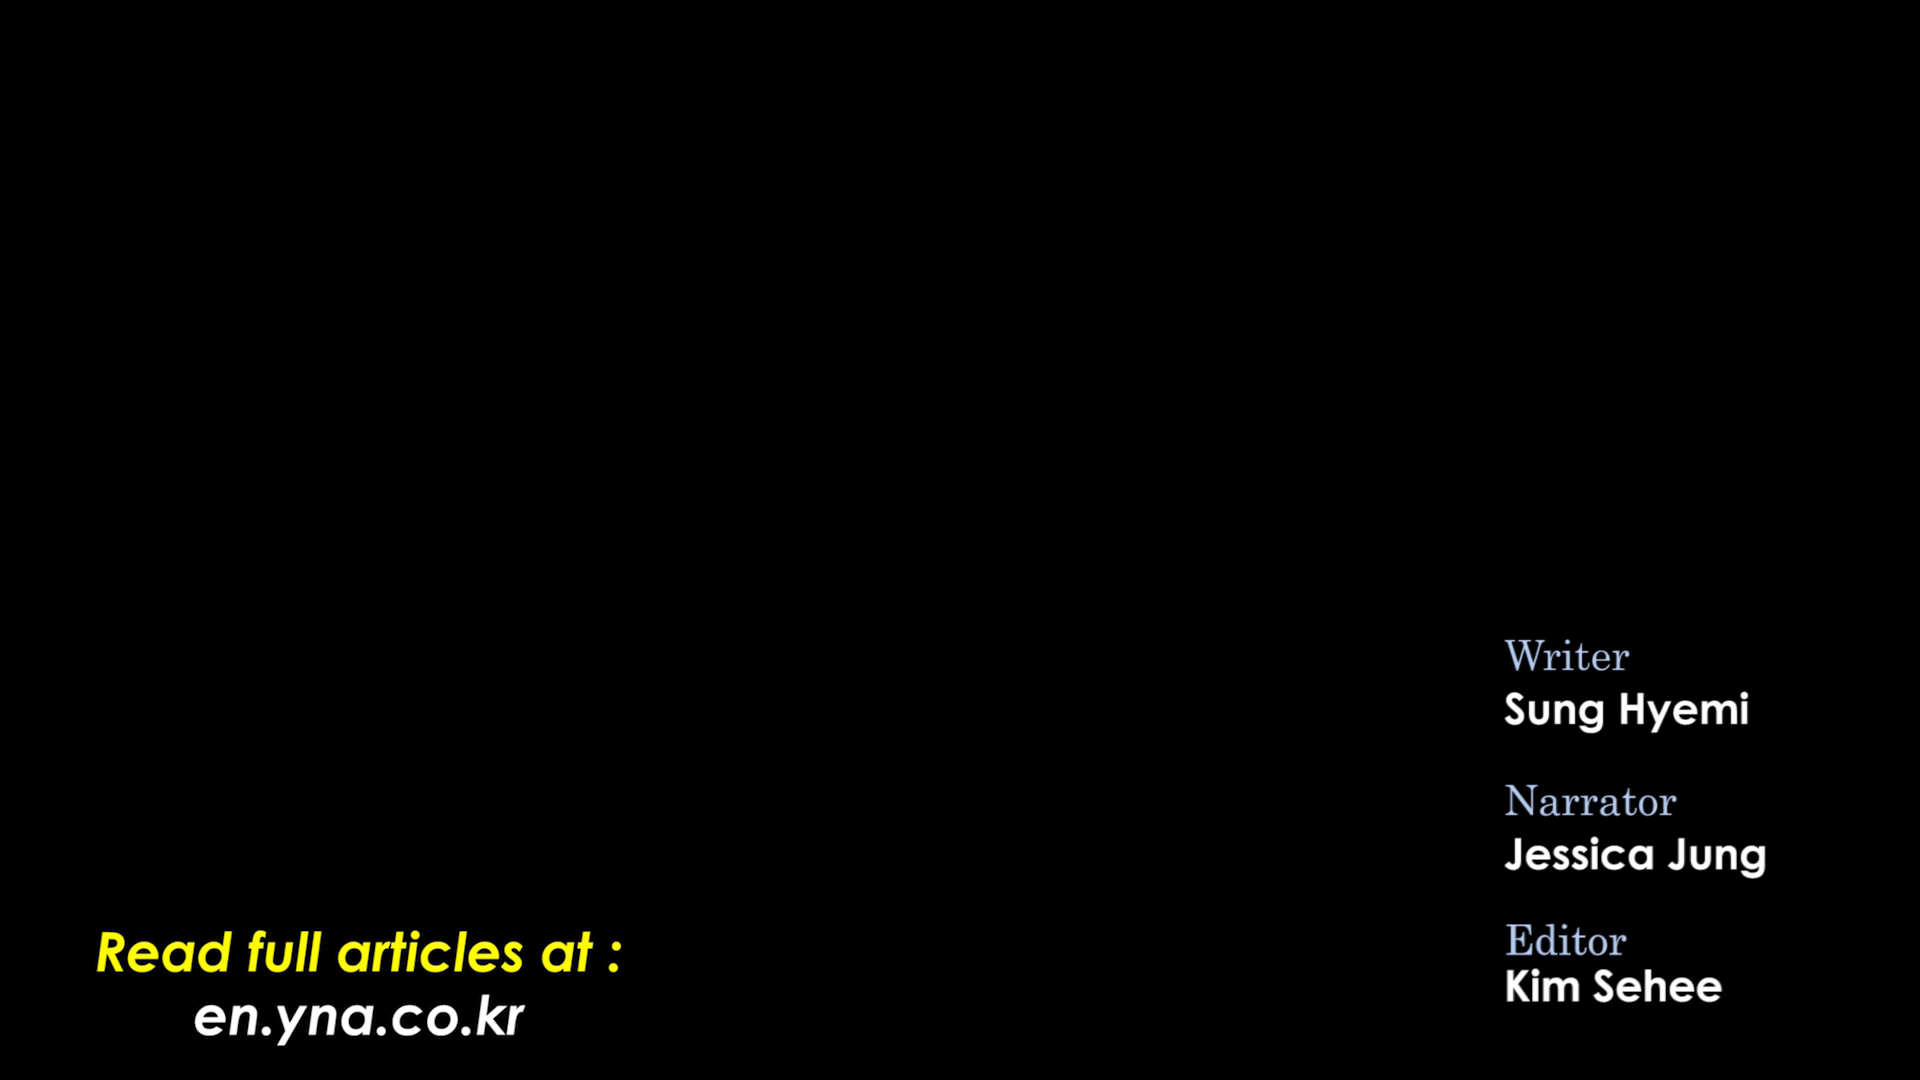 Writer
Sung Hyemi
Narrator
Jessica Jung
Editor
Kim Sehee
Read full articles at :
en.yna.co.kr